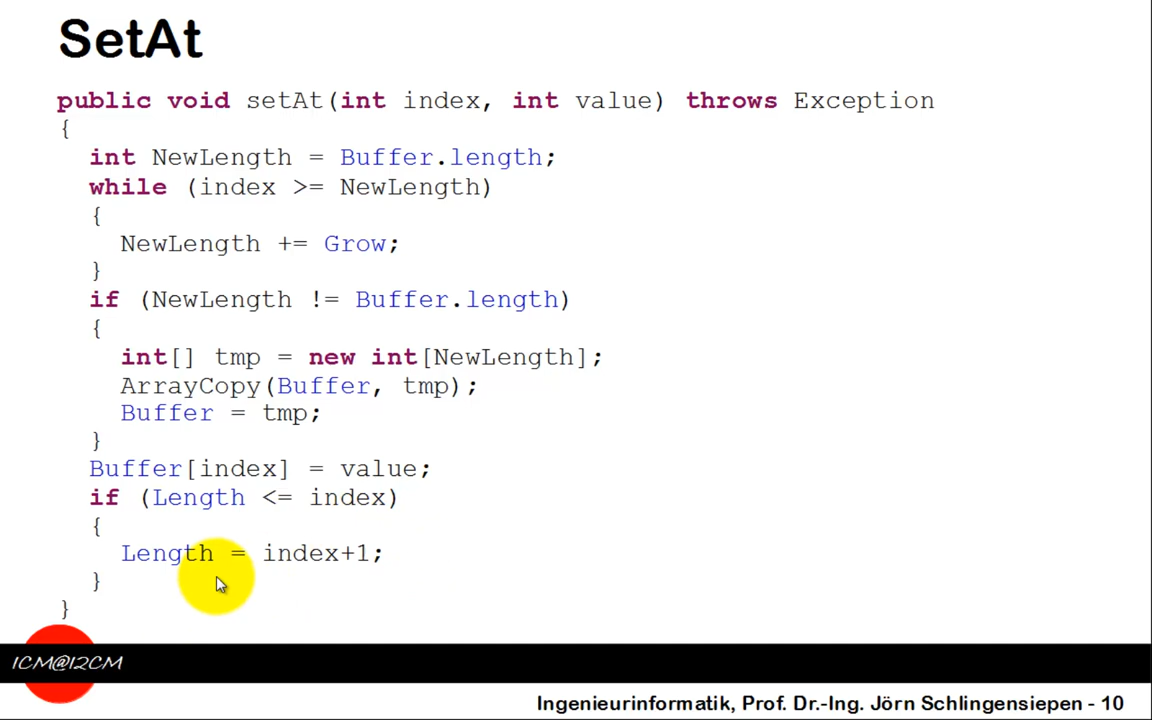 SetAt
public void setAt(int index, int value) throws Exception
{
int NewLength = Buffer.length;
while (index >= NewLength)
{
NewLength += Grow;
}
if (NewLength != Buffer.length)
{
int[] tmp = new int[NewLength];
ArrayCopy(Buffer, tmp);
Buffer = tmp;
}
Buffer[index] = value;
if (Length <= index)
{
Length = index+1;
}
}
1CM@12CM
Ingenieurinformatik, Prof. Dr.-Ing. Jörn Schlingensiepen - 10